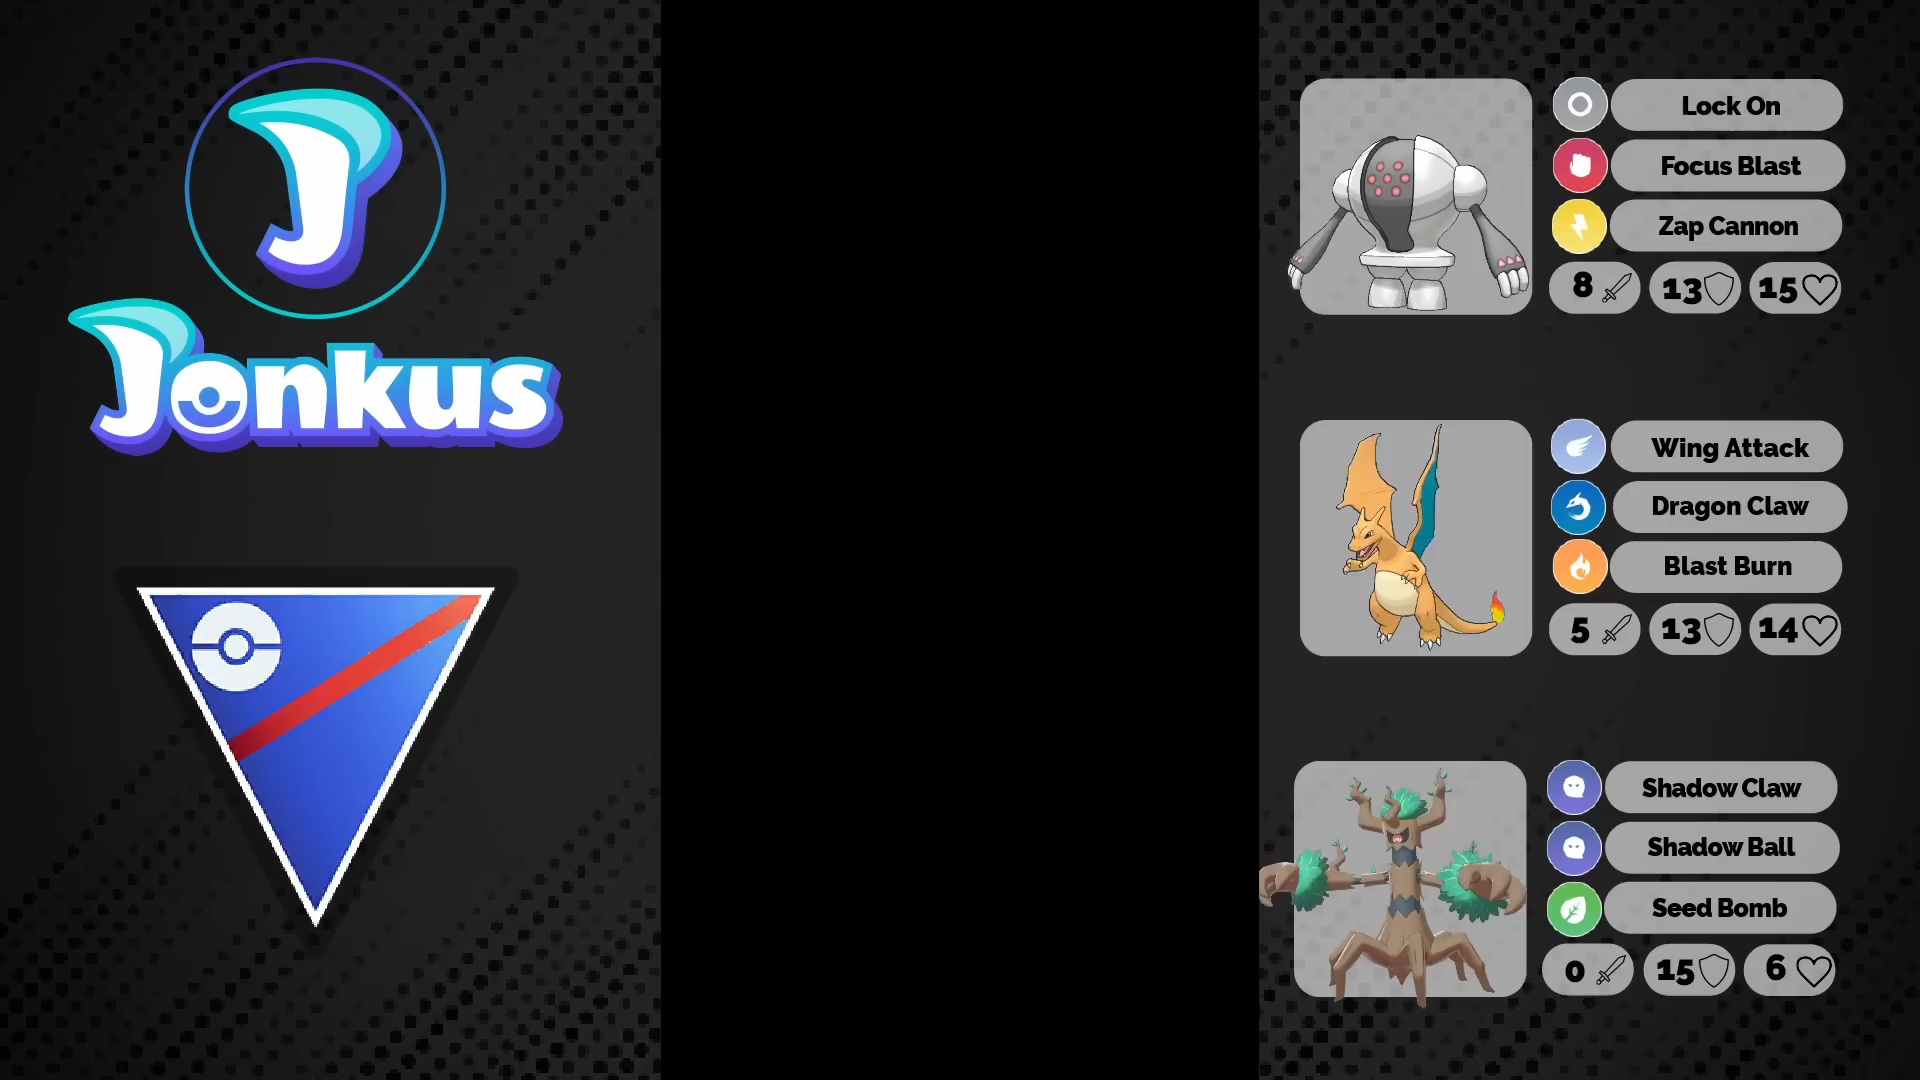 J
Jonkus
Lock On
Focus Blast
Zap Cannon
8 13 15
Wing Attack
Dragon Claw
Blast Burn
5 13 14
Shadow Claw
Shadow Ball
Seed Bomb
0 15 6